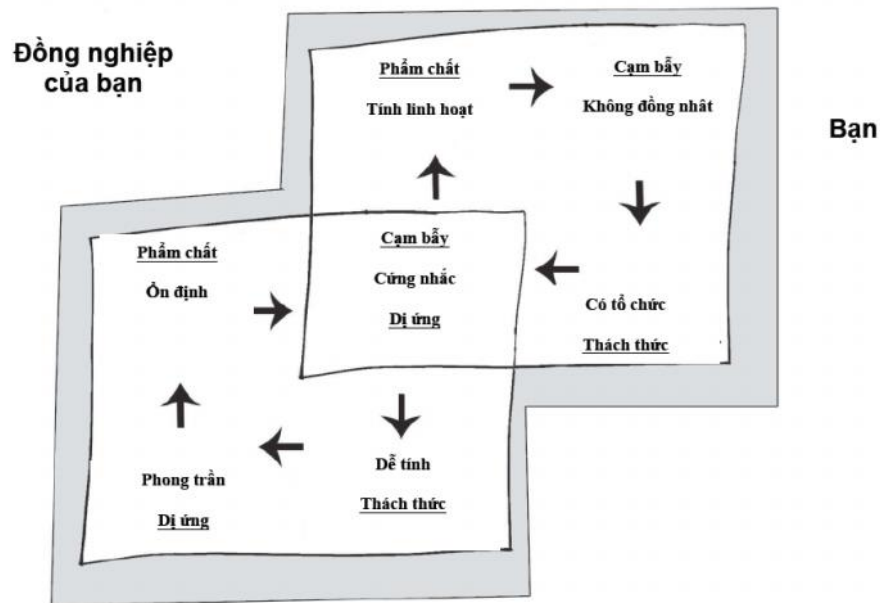 Đồng nghiệp
của bạn
Phẩm chất
Tính linh hoạt
Cạm bẫy
Không đồng nhât
Bạn
Phẩm chất
Ổn định
Cạm bẫy
Cứng nhắc
Dị ứng
Có tổ chức
Thách thức
Phong trần
Dị ứng
Dễ tính
Thách thức